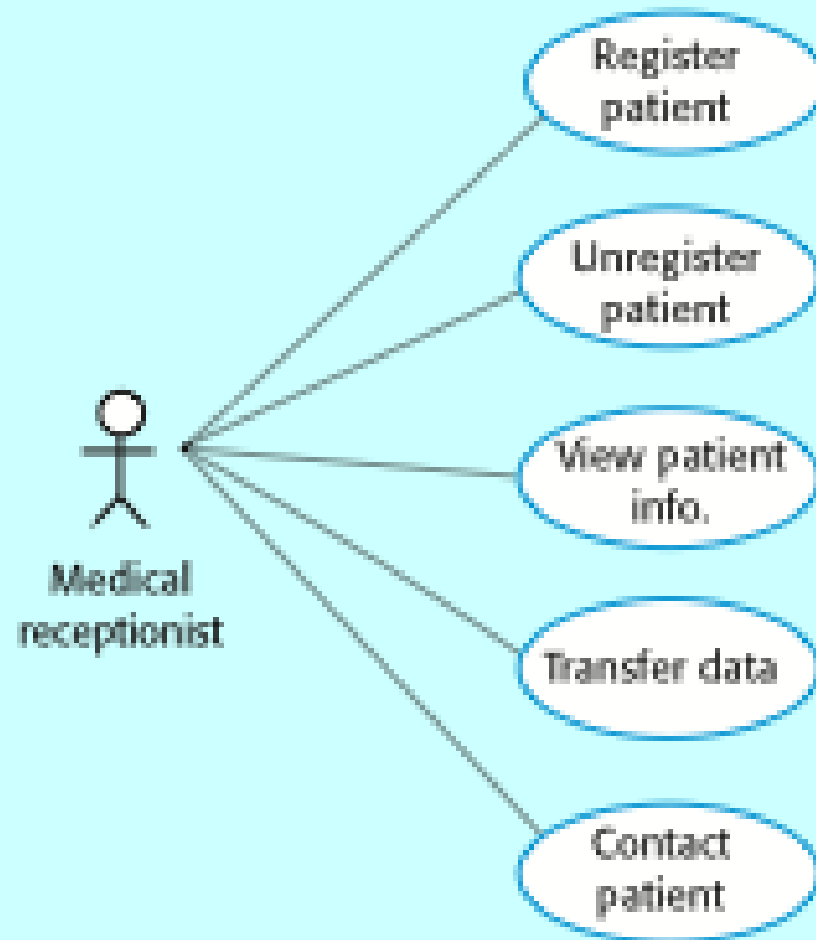 Register
patient
Unregister
patient
View patient
info.
Medical
receptionist
Transfer data
Contact
patient